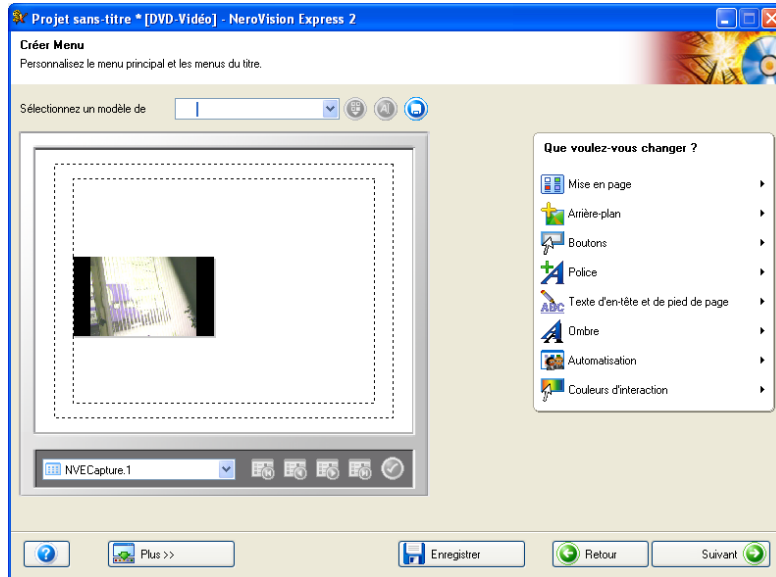 Projet sans-titre * [DVD-Vidéo] - NeroVision Express 2
Créer Menu
Personnalisez le menu principal et les menus du titre.
Sélectionnez un modèle de
Que voulez-vous changer ?
Mise en page
Arrière-plan
Boutons
Police
ABC Texte d'en-tête et de pied de page
Ombre
Automatisation
Couleurs d'interaction
NVECapture.1
Plus >>
Enregistrer
Retour
Suivant